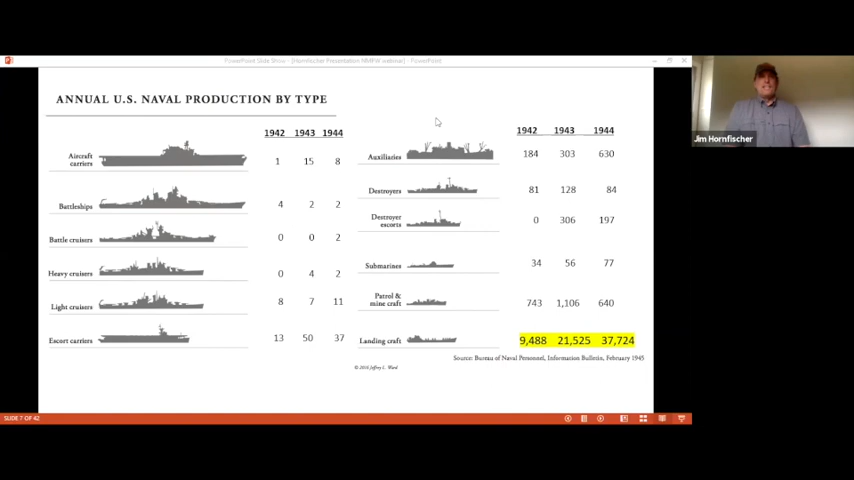 PowerPoint Slide Show - [Hornfischer Presentation NMPW webinar] - PowerPoint
ANNUAL U.S. NAVAL PRODUCTION BY TYPE
1942 1943 1944
Aircraft
carriers 1 15 8
Battleships 4 2 2
Battle cruisers 0 0 2
Heavy cruisers 0 4 2
Light cruisers 8 7 11
Escort carriers 13 50 37
1942 1943 1944
Auxiliaries 184 303 630
Destroyers 81 128 84
Destroyer
escorts 0 306 197
Submarines 34 56 77
Patrol &
mine craft 743 1,106 640
Landing craft 9,488 21,525 37,724
Source: Bureau of Naval Personnel, Information Bulletin, February 1945
© 2016 Jeffrey L. Ward
SLIDE 7 OF 42
Jim Hornfischer